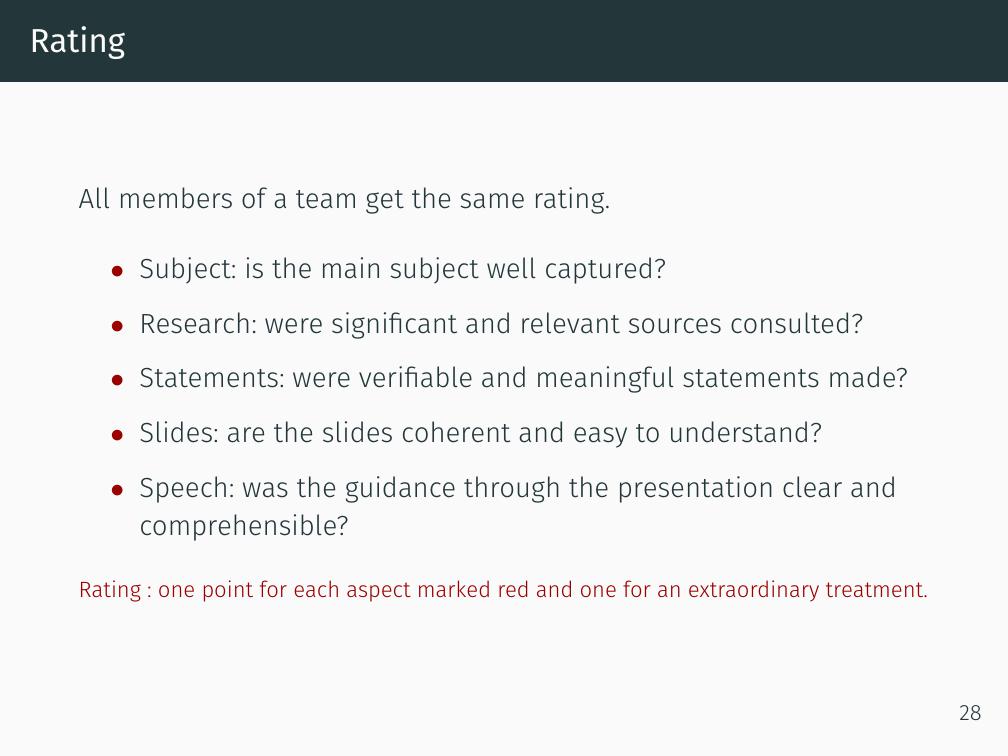 Rating
All members of a team get the same rating.
• Subject: is the main subject well captured?
• Research: were significant and relevant sources consulted?
• Statements: were verifiable and meaningful statements made?
• Slides: are the slides coherent and easy to understand?
• Speech: was the guidance through the presentation clear and
comprehensible?
Rating : one point for each aspect marked red and one for an extraordinary treatment.
28